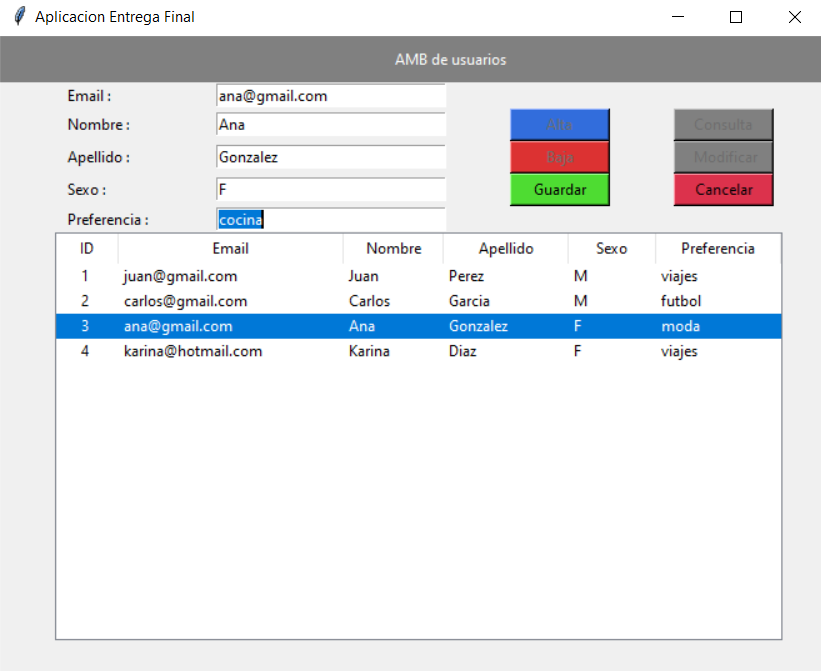 Aplicacion Entrega Final
AMB de usuarios
Email : ana@gmail.com
Nombre : Ana Alta Consulta
Apellido : Gonzalez Baja Modificar
Sexo : F Guardar Cancelar
Preferencia : cocina
ID Email Nombre Apellido Sexo Preferencia
1 juan@gmail.com Juan Perez M viajes
2 carlos@gmail.com Carlos Garcia M futbol
3 ana@gmail.com Ana Gonzalez F moda
4 karina@hotmail.com Karina Diaz F viajes